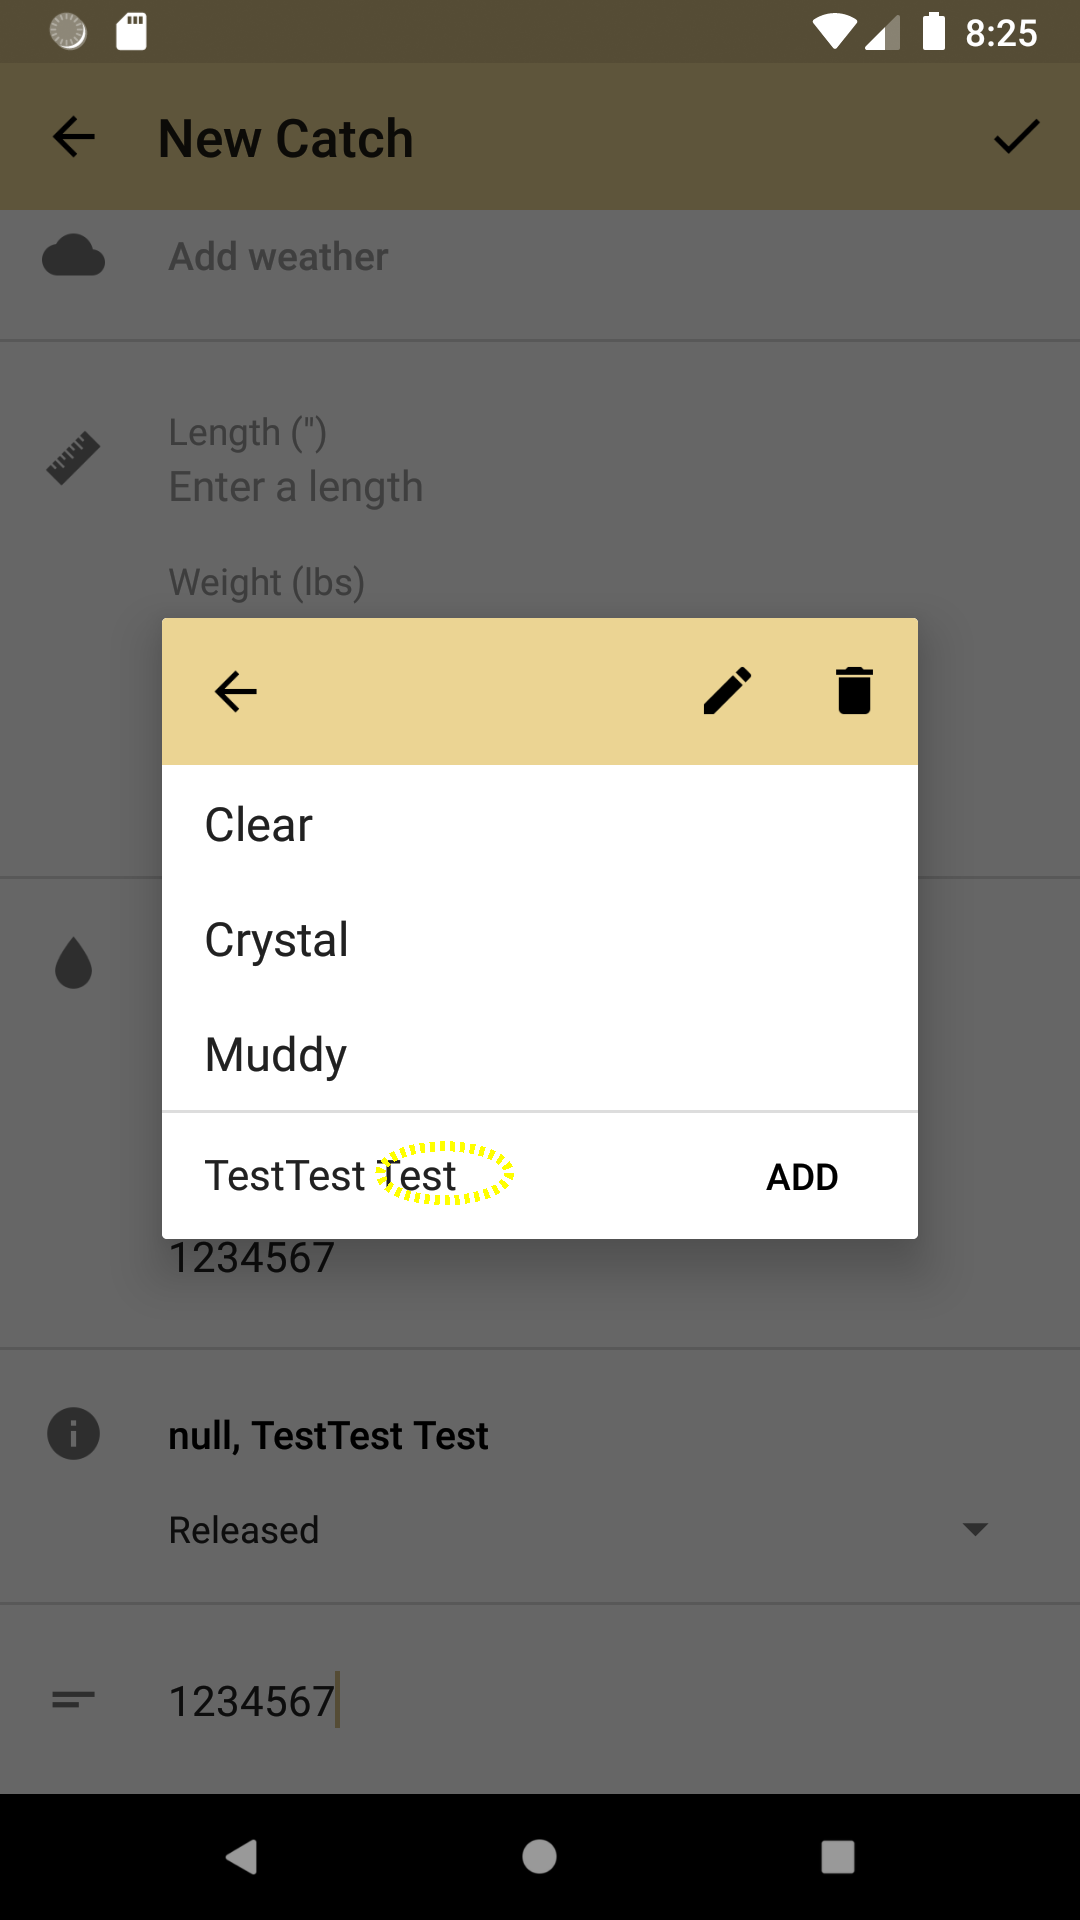 8:25
New Catch
Add weather
Length (")
Enter a length
Weight (lbs)
Clear
Crystal
Muddy
TestTest Test
ADD
1234567
null, TestTest Test
Released
1234567